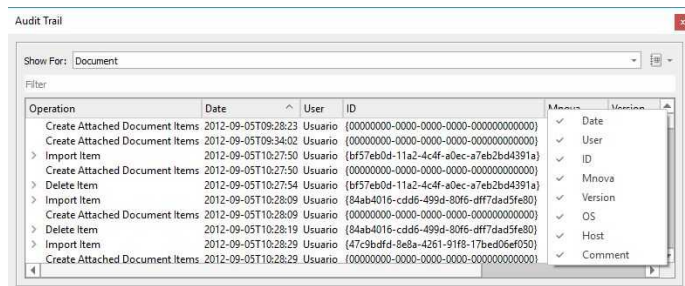 Audit Trail
x
Show For: Document
Filter
Operation Date User ID Mnova Version
Create Attached Document Items 2012-09-05T09:28:23 Usuario {00000000-0000-0000-0000-000000000000}
Create Attached Document Items 2012-09-05T09:34:02 Usuario {00000000-0000-0000-0000-000000000000}
Import Item 2012-09-05T10:27:50 Usuario {bf57eb0d-11a2-4c4f-a0ec-a7eb2bd4391a}
Create Attached Document Items 2012-09-05T10:27:50 Usuario {00000000-0000-0000-0000-000000000000}
Delete Item 2012-09-05T10:27:54 Usuario {bf57eb0d-11a2-4c4f-a0ec-a7eb2bd4391a}
Import Item 2012-09-05T10:28:09 Usuario {84ab4016-cdd6-499d-80f6-dff7dad5fe80}
Create Attached Document Items 2012-09-05T10:28:09 Usuario {00000000-0000-0000-0000-000000000000}
Delete Item 2012-09-05T10:28:19 Usuario {84ab4016-cdd6-499d-80f6-dff7dad5fe80}
Import Item 2012-09-05T10:28:29 Usuario {47c9bdfd-8e8a-4261-91f8-17bed06ef050}
Create Attached Document Items 2012-09-05T10:28:29 Usuario {00000000-0000-0000-0000-000000000000}
Date
User
ID
Mnova
Version
OS
Host
Comment